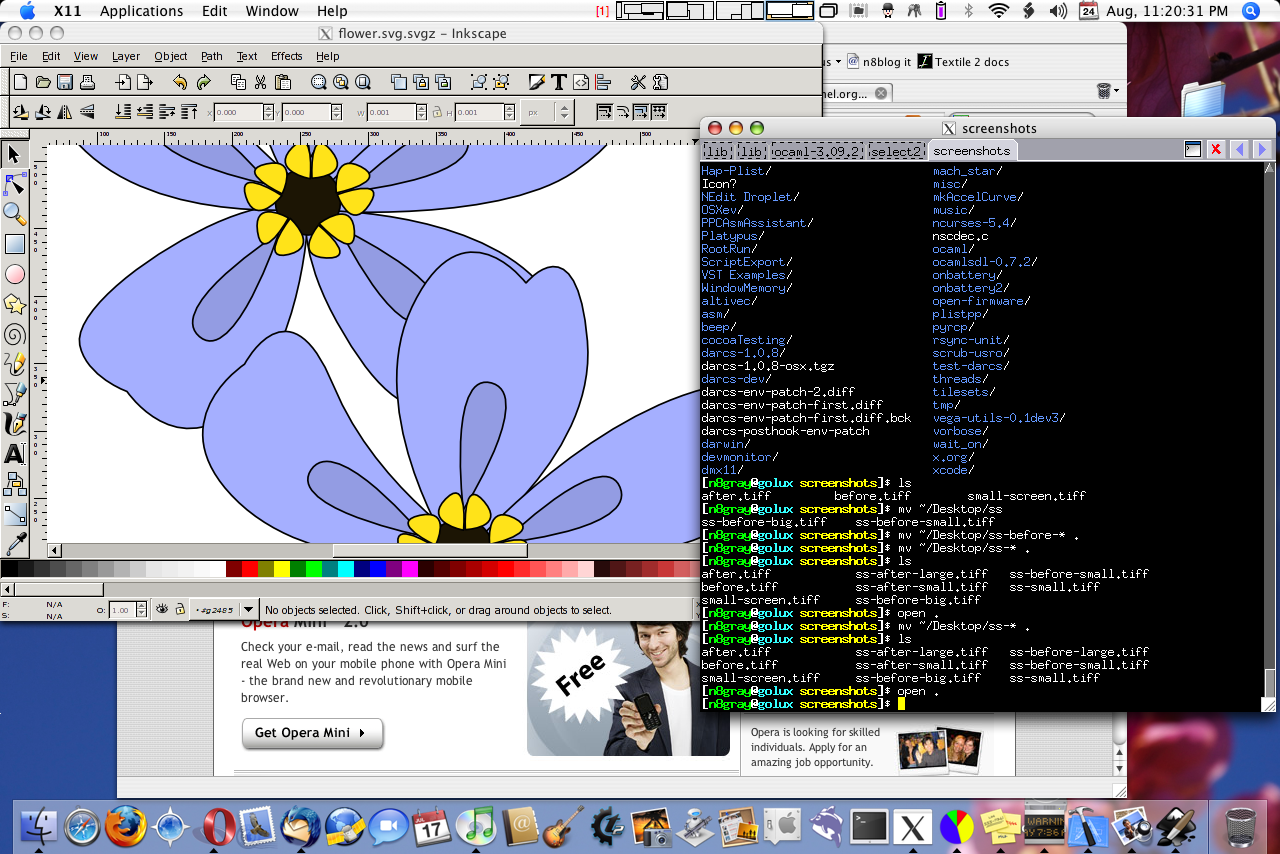 X11 Applications Edit Window Help
[1]
24 Aug, 11:20:31 PM
flower.svg.svgz - Inkscape
File Edit View Layer Object Path Text Effects Help
X 0.000 Y 0.000 W 0.001 H 0.001 px
100 150 200 250 300 350 400 450 500
n8blog it Textile 2 docs
nel.org...
screenshots
lib lib ocaml-3.09.2 select2 screenshots
Hap-Plist/ mach_star/
Icon? misc/
NEdit Droplet/ mkAccelCurve/
OSXev/ music/
PPCAsmAssistant/ ncurses-5.4/
Platypus/ nscdec.c
RootRun/ ocaml/
ScriptExport/ ocamlsdl-0.7.2/
VST Examples/ onbattery/
WindowMemory/ onbattery2/
altivec/ open-firmware/
asm/ plistpp/
beep/ pyrcp/
cocoaTesting/ rsync-unit/
darcs-1.0.8/ scrub-usro/
darcs-1.0.8-osx.tgz test-darcs/
darcs-dev/ threads/
darcs-env-patch-2.diff tilesets/
darcs-env-patch-first.diff tmp/
darcs-env-patch-first.diff.bck vega-utils-0.1dev3/
darcs-posthook-env-patch vorbose/
darwin/ wait_on/
devmonitor/ x.org/
dmx11/ xcode/
[n8gray@golux screenshots]$ ls
after.tiff before.tiff small-screen.tiff
[n8gray@golux screenshots]$ mv ~/Desktop/ss
ss-before-big.tiff ss-before-small.tiff
[n8gray@golux screenshots]$ mv ~/Desktop/ss-before-* .
[n8gray@golux screenshots]$ mv ~/Desktop/ss-* .
[n8gray@golux screenshots]$ ls
after.tiff ss-after-large.tiff ss-before-small.tiff
before.tiff ss-after-small.tiff ss-small.tiff
small-screen.tiff ss-before-big.tiff
[n8gray@golux screenshots]$ open .
[n8gray@golux screenshots]$ mv ~/Desktop/ss-* .
[n8gray@golux screenshots]$ ls
after.tiff ss-after-large.tiff ss-before-large.tiff
before.tiff ss-after-small.tiff ss-before-small.tiff
small-screen.tiff ss-before-big.tiff ss-small.tiff
[n8gray@golux screenshots]$ open .
[n8gray@golux screenshots]$
F: N/A
S: N/A
O: 1.00
#g2485
No objects selected. Click, Shift+click, or drag around objects to select.
Opera Mini 2.0
Check your e-mail, read the news and surf the
real Web on your mobile phone with Opera Mini
- the brand new and revolutionary mobile
browser.
Get Opera Mini
Free
Opera is looking for skilled
individuals. Apply for an
amazing job opportunity.
JUL
17